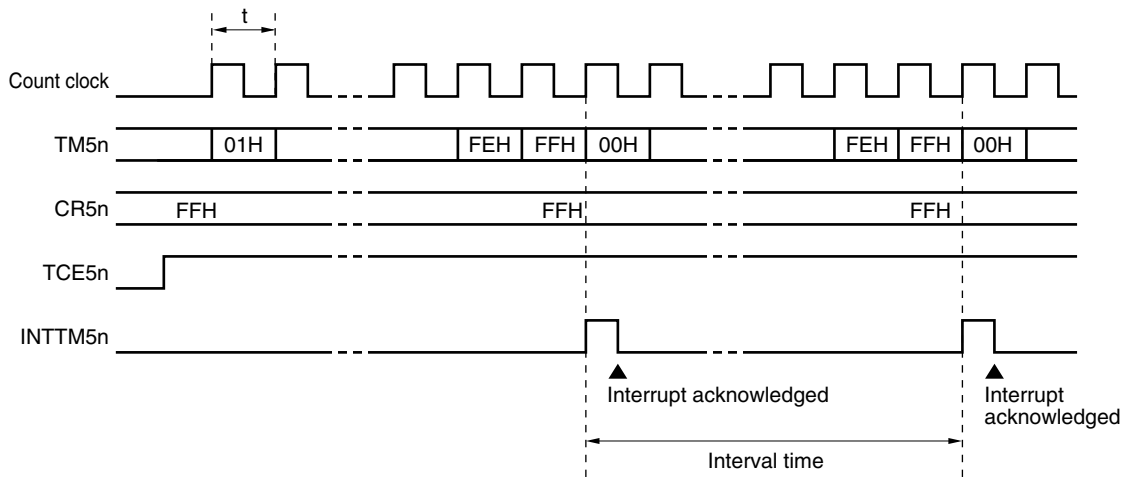 t
Count clock
TM5n 01H FEH FFH 00H FEH FFH 00H
CR5n FFH FFH FFH
TCE5n
INTTM5n
Interrupt acknowledged
Interrupt
acknowledged
Interval time